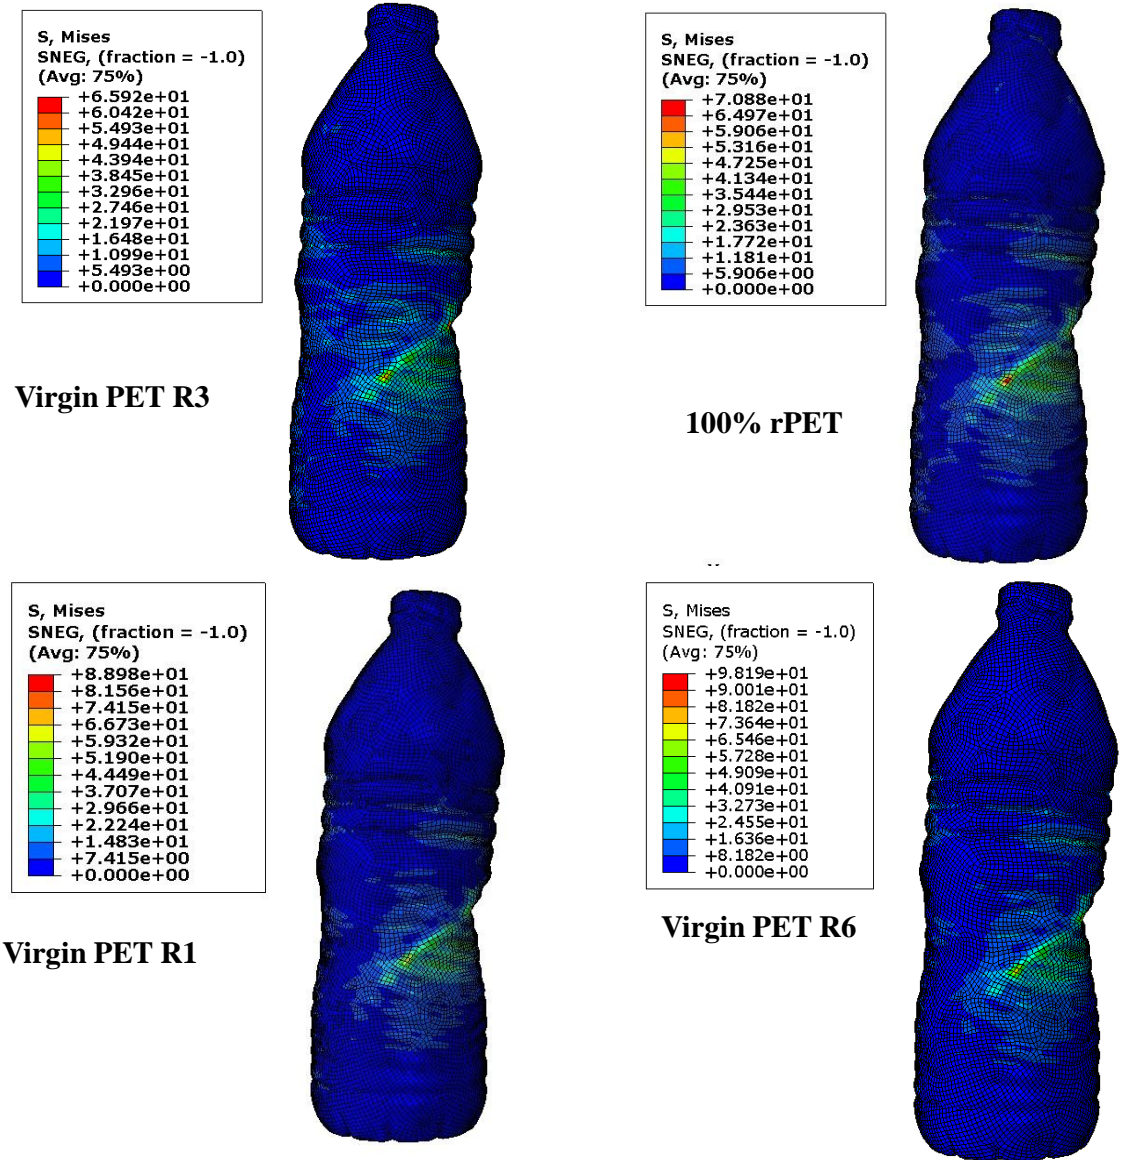 S, Mises
SNEG, (fraction = -1.0)
(Avg: 75%)
+6.592e+01
+6.042e+01
+5.493e+01
+4.944e+01
+4.394e+01
+3.845e+01
+3.296e+01
+2.746e+01
+2.197e+01
+1.648e+01
+1.099e+01
+5.493e+00
+0.000e+00
Virgin PET R3
S, Mises
SNEG, (fraction = -1.0)
(Avg: 75%)
+7.088e+01
+6.497e+01
+5.906e+01
+5.316e+01
+4.725e+01
+4.134e+01
+3.544e+01
+2.953e+01
+2.363e+01
+1.772e+01
+1.181e+01
+5.906e+00
+0.000e+00
100% rPET
S, Mises
SNEG, (fraction = -1.0)
(Avg: 75%)
+8.898e+01
+8.156e+01
+7.415e+01
+6.673e+01
+5.932e+01
+5.190e+01
+4.449e+01
+3.707e+01
+2.966e+01
+2.224e+01
+1.483e+01
+7.415e+00
+0.000e+00
Virgin PET R1
S, Mises
SNEG, (fraction = -1.0)
(Avg: 75%)
+9.819e+01
+9.001e+01
+8.182e+01
+7.364e+01
+6.546e+01
+5.728e+01
+4.909e+01
+4.091e+01
+3.273e+01
+2.455e+01
+1.636e+01
+8.182e+00
+0.000e+00
Virgin PET R6